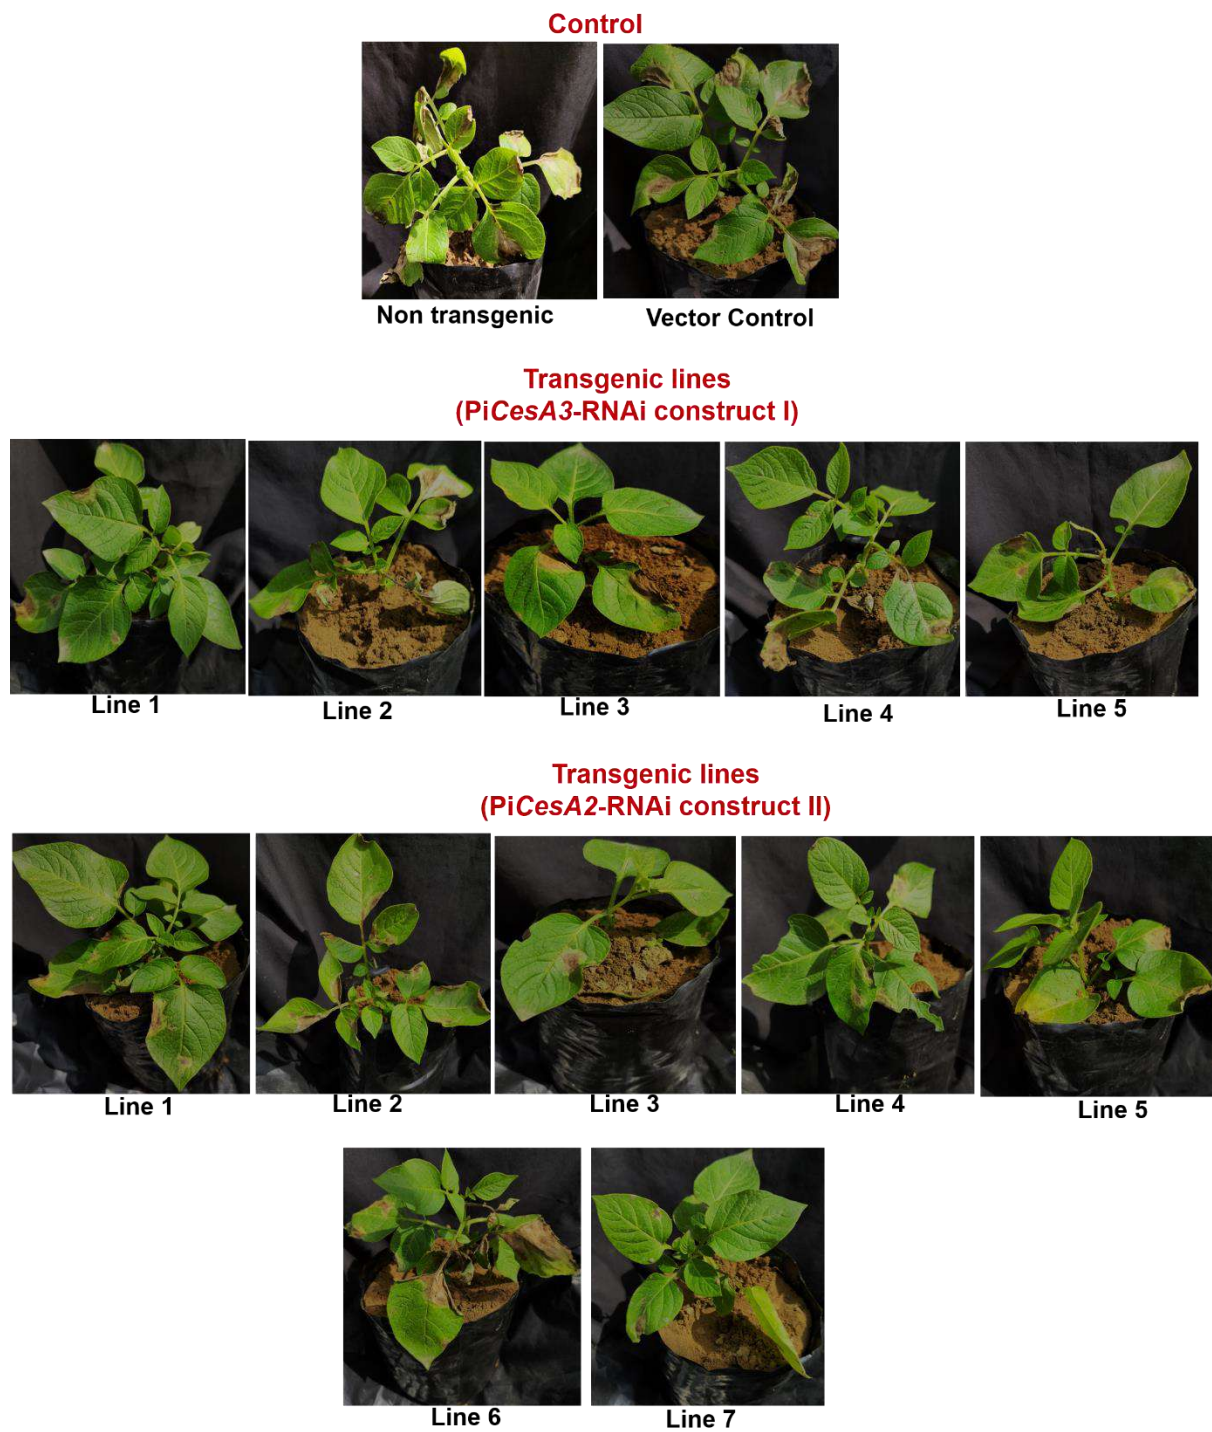 Control
Non transgenic
Vector Control
Transgenic lines
(PiCesA3-RNAi construct I)
Line 1
Line 2
Line 3
Line 4
Line 5
Transgenic lines
(PiCesA2-RNAi construct II)
Line 1
Line 2
Line 3
Line 4
Line 5
Line 6
Line 7